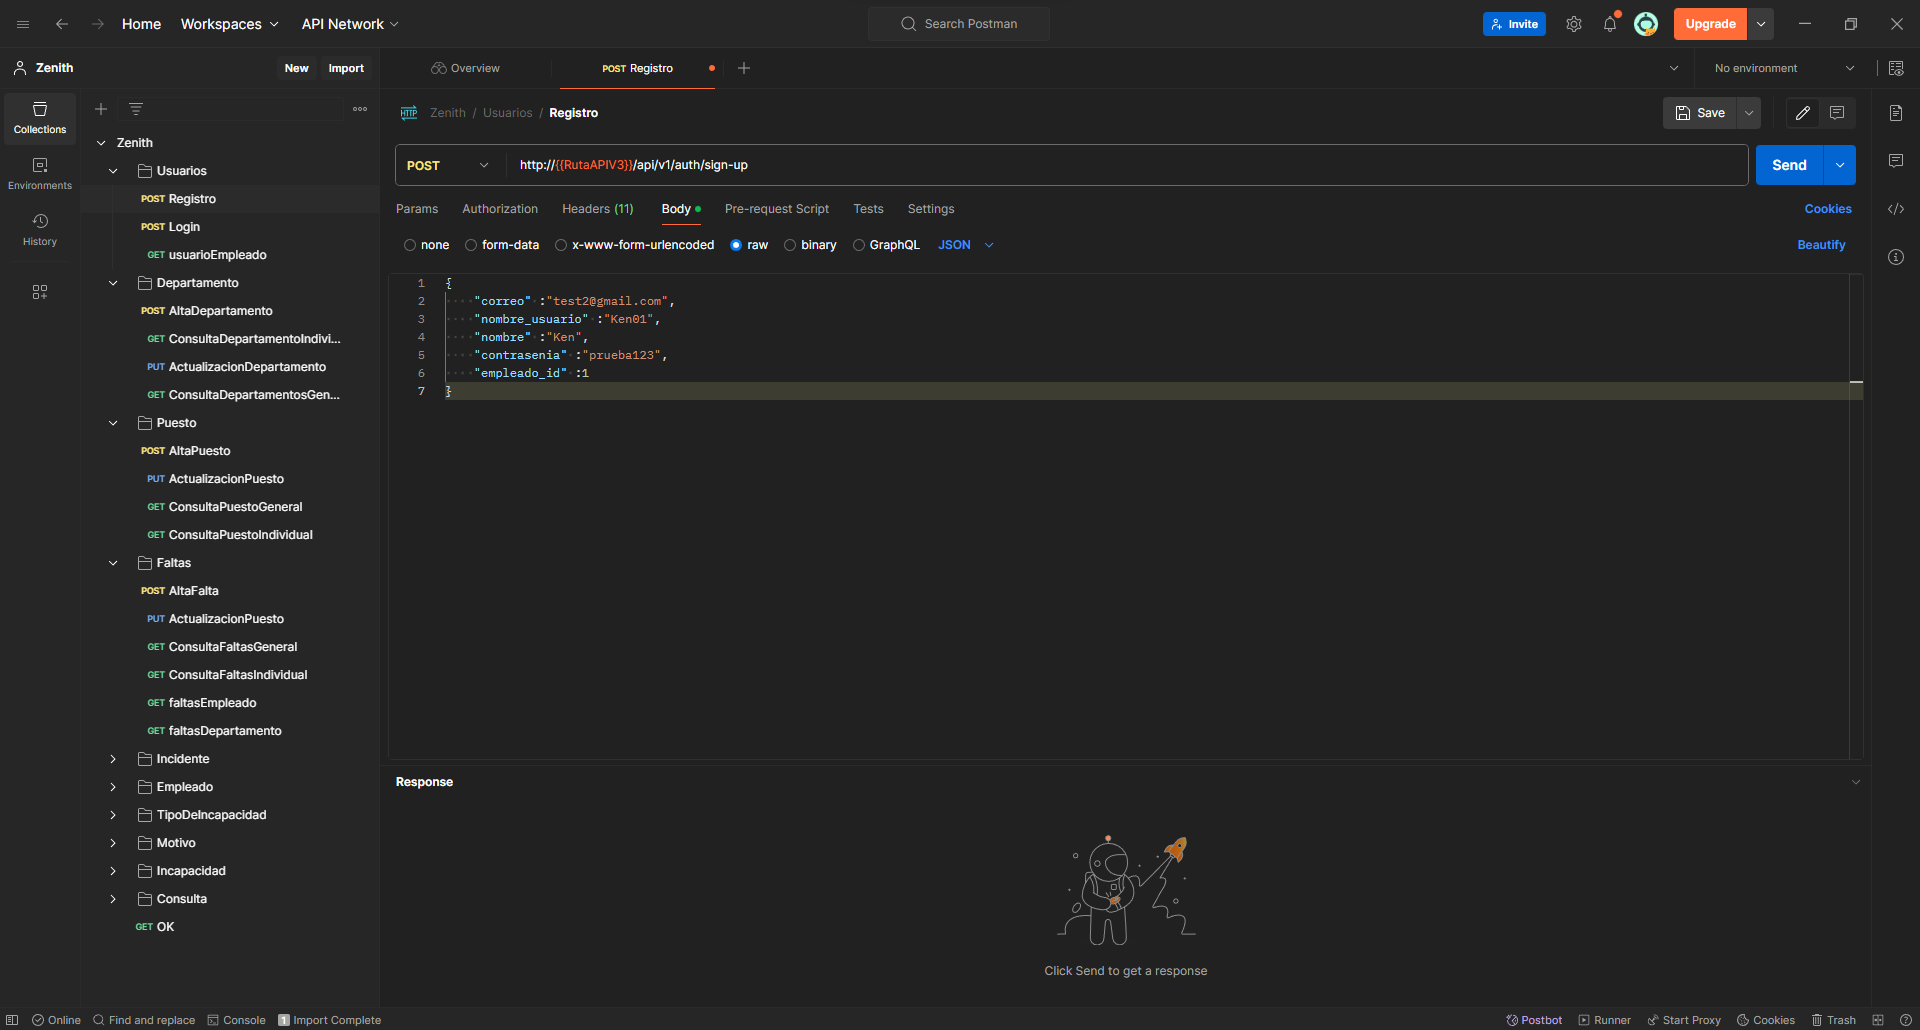 Home Workspaces API Network Search Postman Invite Upgrade
Zenith New Import Overview POST Registro No environment
Collections
Environments
History
Zenith
Usuarios
POST Registro
POST Login
GET usuarioEmpleado
Departamento
POST AltaDepartamento
GET ConsultaDepartamentoIndivi...
PUT ActualizacionDepartamento
GET ConsultaDepartamentosGen...
Puesto
POST AltaPuesto
PUT ActualizacionPuesto
GET ConsultaPuestoGeneral
GET ConsultaPuestoIndividual
Faltas
POST AltaFalta
PUT ActualizacionPuesto
GET ConsultaFaltasGeneral
GET ConsultaFaltasIndividual
GET faltasEmpleado
GET faltasDepartamento
Incidente
Empleado
TipoDeIncapacidad
Motivo
Incapacidad
Consulta
GET OK
HTTP Zenith / Usuarios / Registro Save
POST http://{{RutaAPIV3}}/api/v1/auth/sign-up Send
Params Authorization Headers (11) Body Pre-request Script Tests Settings Cookies
none form-data x-www-form-urlencoded raw binary GraphQL JSON Beautify
1 {
2 "correo" :"test2@gmail.com",
3 "nombre_usuario" :"Ken01",
4 "nombre" :"Ken",
5 "contrasenia" :"prueba123",
6 "empleado_id" :1
7 }
Response
Click Send to get a response
Online Find and replace Console 1 Import Complete Postbot Runner Start Proxy Cookies Trash